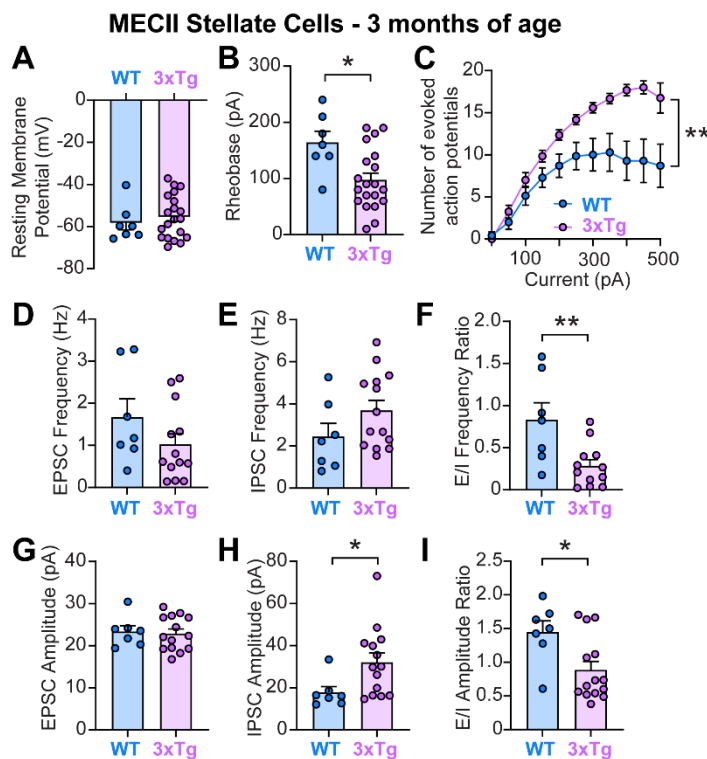 MECII Stellate Cells - 3 months of age
A
WT 3xTg
Resting Membrane
Potential (mV)
0
-20
-40
-60
-80
B
*
Rheobase (pA)
300
200
100
0
WT 3xTg
C
Number of evoked
action potentials
20
15
10
5
0
**
WT
3xTg
100 300 500
Current (pA)
D
EPSC Frequency (Hz)
4
3
2
1
0
WT 3xTg
E
IPSC Frequency (Hz)
8
6
4
2
0
WT 3xTg
F
**
E/I Frequency Ratio
2.0
1.5
1.0
0.5
0.0
WT 3xTg
G
EPSC Amplitude (pA)
40
30
20
10
0
WT 3xTg
H
*
IPSC Amplitude (pA)
80
60
40
20
0
WT 3xTg
I
*
E/I Amplitude Ratio
2.5
2.0
1.5
1.0
0.5
0.0
WT 3xTg